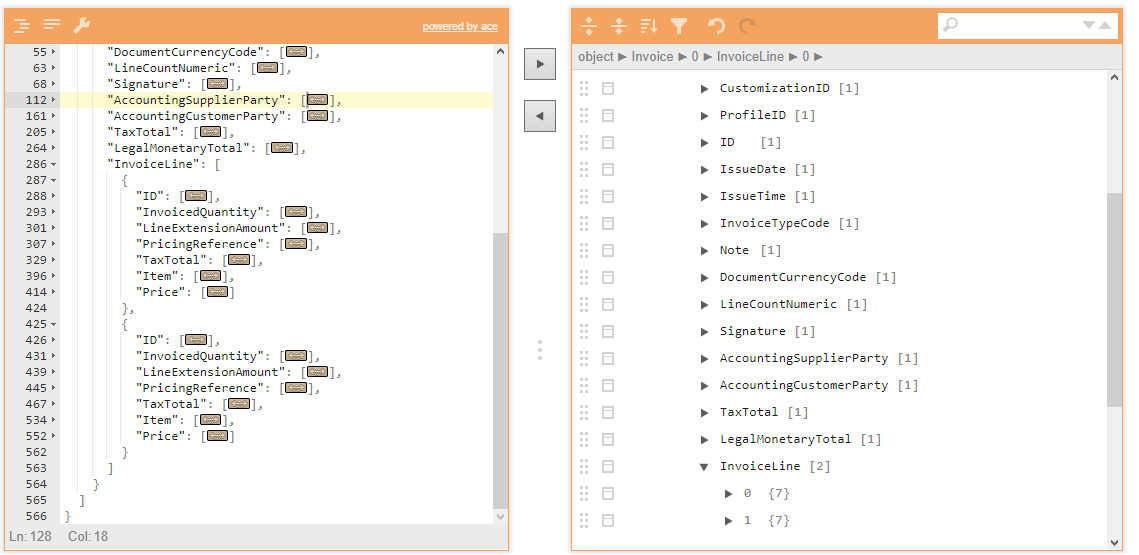 powered by ace
55 "DocumentCurrencyCode": [],
63 "LineCountNumeric": [],
68 "Signature": [],
112 "AccountingSupplierParty": [],
161 "AccountingCustomerParty": [],
205 "TaxTotal": [],
264 "LegalMonetaryTotal": [],
286 "InvoiceLine": [
287 {
288 "ID": [],
293 "InvoicedQuantity": [],
301 "LineExtensionAmount": [],
307 "PricingReference": [],
329 "TaxTotal": [],
396 "Item": [],
414 "Price": []
424 },
425 {
426 "ID": [],
431 "InvoicedQuantity": [],
439 "LineExtensionAmount": [],
445 "PricingReference": [],
467 "TaxTotal": [],
534 "Item": [],
552 "Price": []
562 }
563 ]
564 }
565 ]
566 }
Ln: 128 Col: 18
object ► Invoice ► 0 ► InvoiceLine ► 0 ►
CustomizationID [1]
ProfileID [1]
ID [1]
IssueDate [1]
IssueTime [1]
InvoiceTypeCode [1]
Note [1]
DocumentCurrencyCode [1]
LineCountNumeric [1]
Signature [1]
AccountingSupplierParty [1]
AccountingCustomerParty [1]
TaxTotal [1]
LegalMonetaryTotal [1]
InvoiceLine [2]
0 {7}
1 {7}